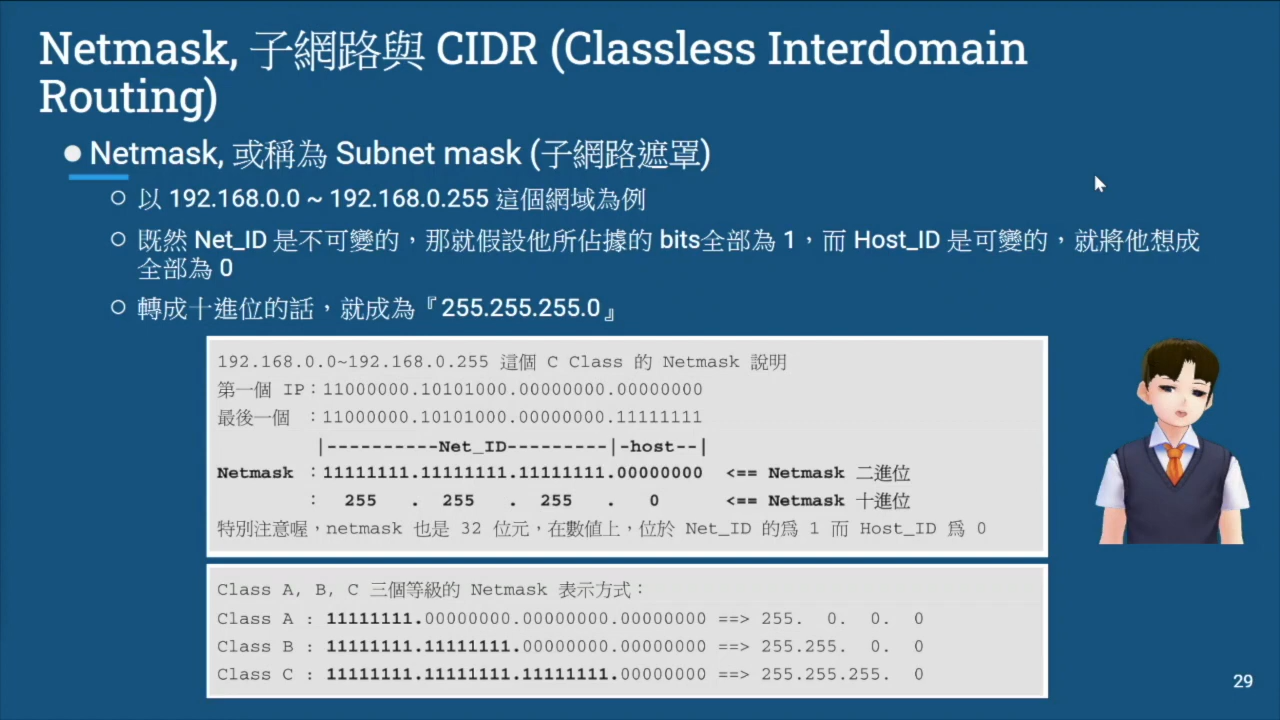 Netmask, 子網路與 CIDR (Classless Interdomain
Routing)
● Netmask, 或稱為 Subnet mask (子網路遮罩)
○ 以 192.168.0.0 ~ 192.168.0.255 這個網域為例
○ 既然 Net_ID 是不可變的，那就假設他所佔據的 bits全部為 1，而 Host_ID 是可變的，就將他想成
全部為 0
○ 轉成十進位的話，就成為『255.255.255.0』
192.168.0.0~192.168.0.255 這個 C Class 的 Netmask 說明
第一個 IP：11000000.10101000.00000000.00000000
最後一個 ：11000000.10101000.00000000.11111111
|----------Net_ID---------|-host--|
Netmask ：11111111.11111111.11111111.00000000 <== Netmask 二進位
： 255 . 255 . 255 . 0 <== Netmask 十進位
特別注意喔，netmask 也是 32 位元，在數值上，位於 Net_ID 的爲 1 而 Host_ID 爲 0
Class A, B, C 三個等級的 Netmask 表示方式：
Class A : 11111111.00000000.00000000.00000000 ==> 255. 0. 0. 0
Class B : 11111111.11111111.00000000.00000000 ==> 255.255. 0. 0
Class C : 11111111.11111111.11111111.00000000 ==> 255.255.255. 0
29